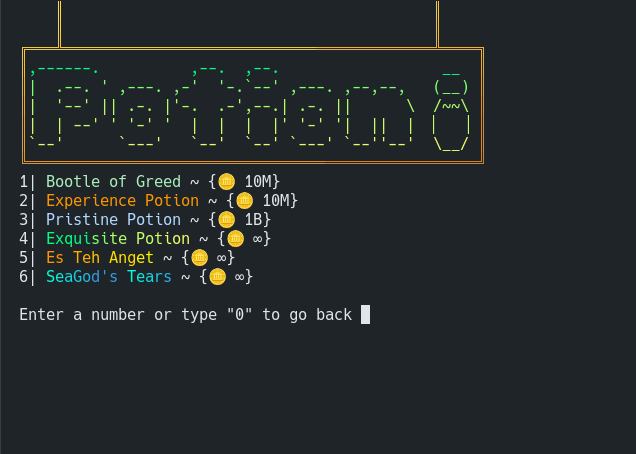 Potion
1| Bootle of Greed ~ {🪙 10M}
2| Experience Potion ~ {🪙 10M}
3| Pristine Potion ~ {🪙 1B}
4| Exquisite Potion ~ {🪙 ∞}
5| Es Teh Anget ~ {🪙 ∞}
6| SeaGod's Tears ~ {🪙 ∞}
Enter a number or type "0" to go back